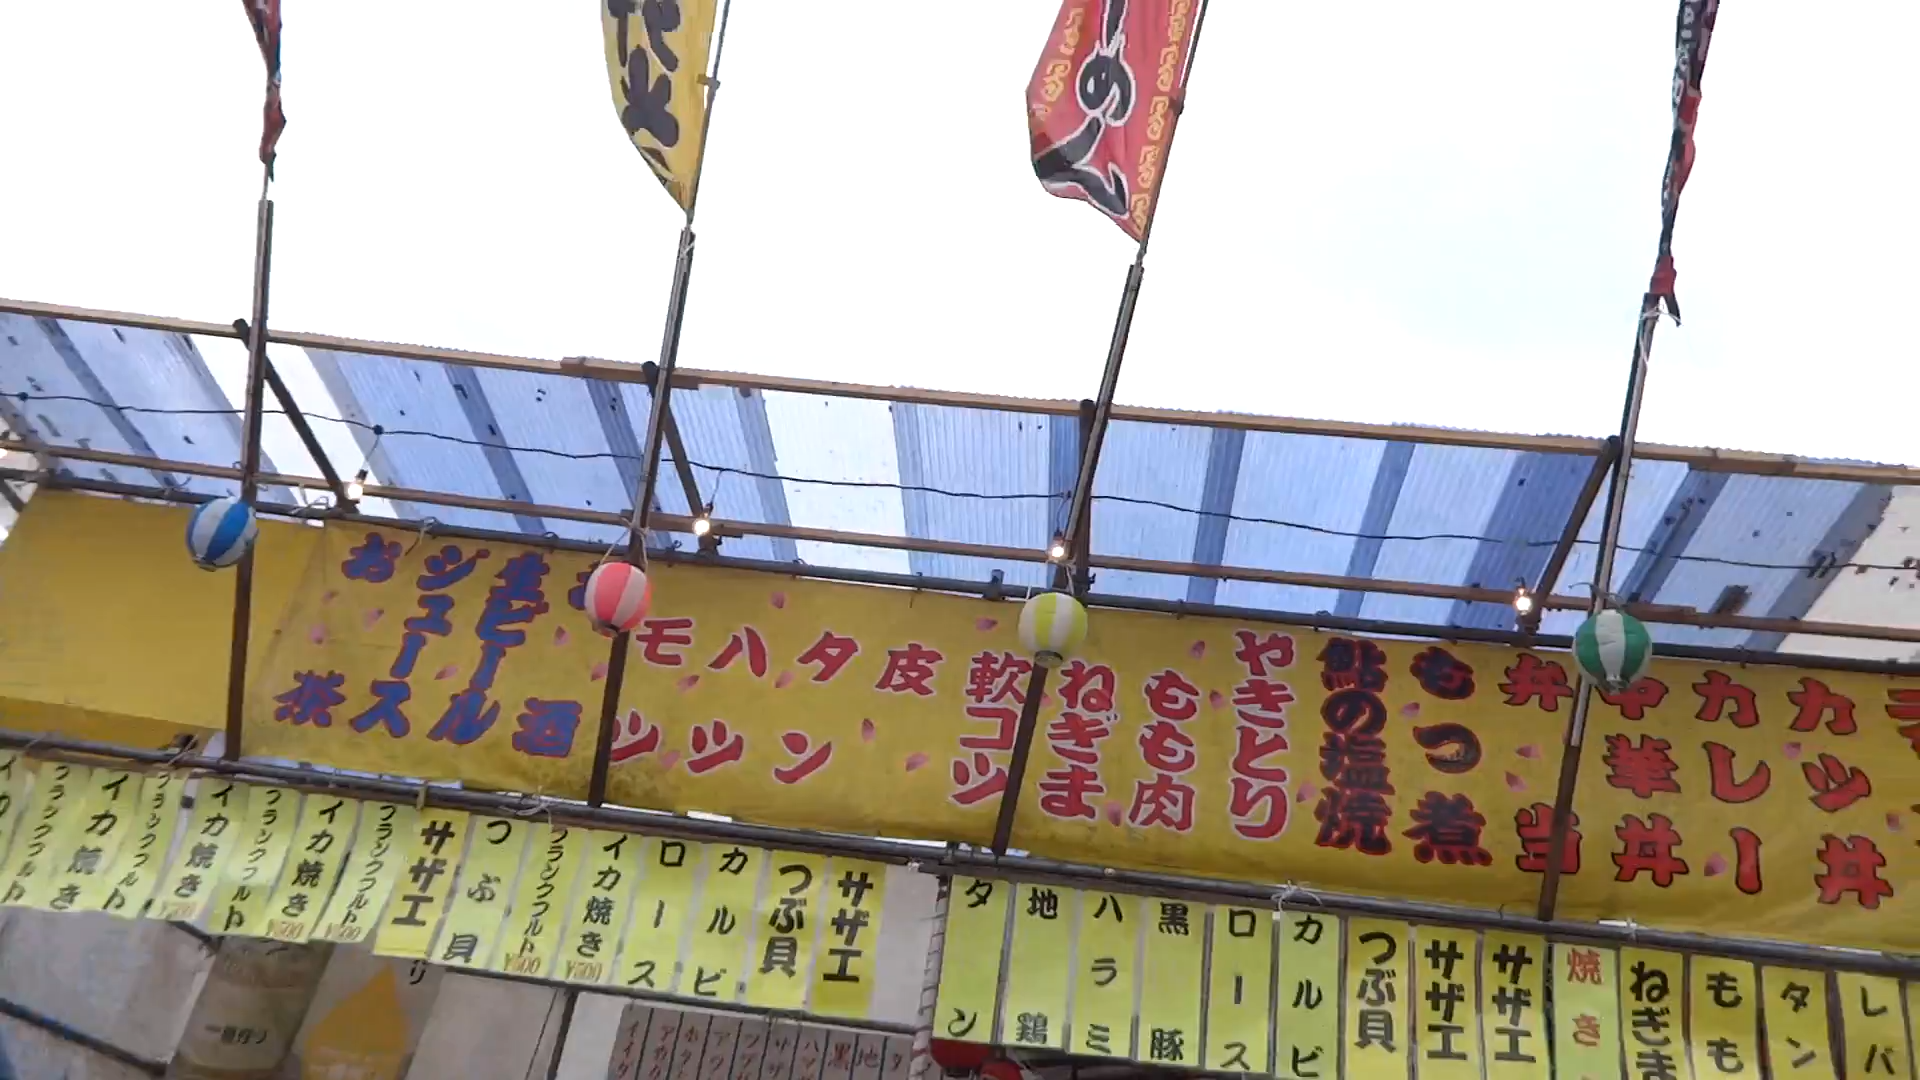 カツ丼
カレー
中華丼
弁当
もつ煮
鮎の塩焼
やきとり
もも肉
ねぎま
軟コツ
皮
タン
ハツ
モツ
酒
生ビール
ジュース
お茶
フランクフルト
イカ焼き
フランクフルト
イカ焼き ¥500
フランクフルト
イカ焼き ¥500
フランクフルト ¥500
サザエ
つぶ貝
フランクフルト ¥500
イカ焼き ¥500
ロース
カルビ
つぶ貝
サザエ
タン
地鶏
ハラミ
黒豚
ロース
カルビ
つぶ貝
サザエ
サザエ
焼き
ねぎま
もも
タン
レバ